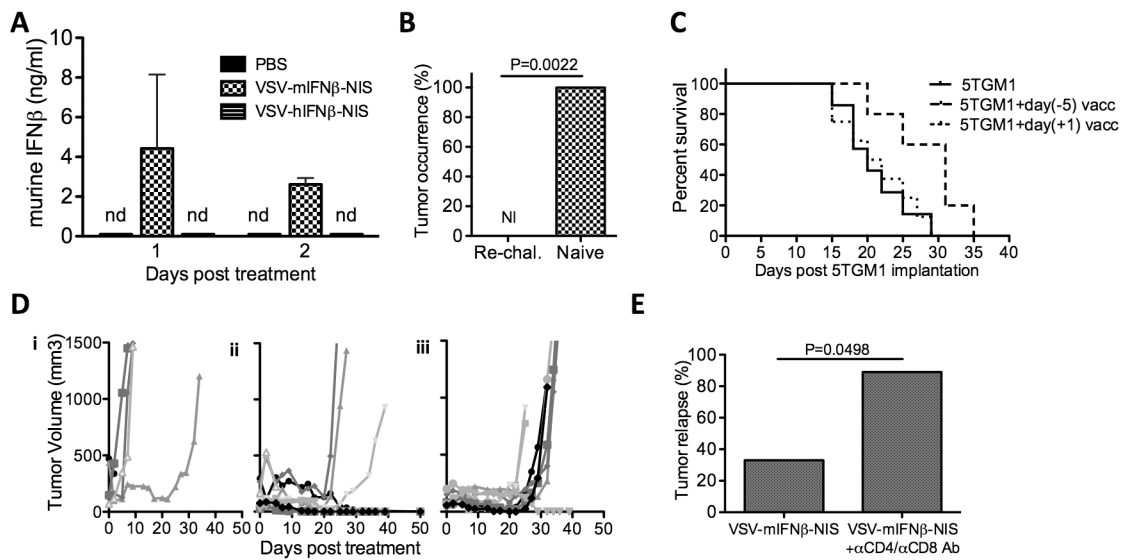 A
murine IFNβ (ng/ml)
10
8
6
4
2
0
nd
nd
nd
nd
1
2
Days post treatment
PBS
VSV-mIFNβ-NIS
VSV-hIFNβ-NIS
B
Tumor occurrence (%)
P=0.0022
100
80
60
40
20
0
NI
Re-chal.
Naive
C
Percent survival
100
80
60
40
20
0
0
5
10
15
20
25
30
35
40
Days post 5TGM1 implantation
5TGM1
5TGM1+day(-5) vacc
5TGM1+day(+1) vacc
D
i
Tumor Volume (mm3)
1500
1000
500
0
0 10 20 30 40 50
ii
0 10 20 30 40 50
iii
0 10 20 30 40 50
Days post treatment
E
Tumor relapse (%)
P=0.0498
100
80
60
40
20
0
VSV-mIFNβ-NIS
VSV-mIFNβ-NIS
+αCD4/αCD8 Ab